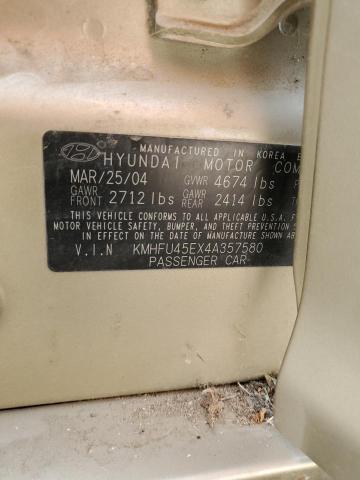 MANUFACTURED IN KOREA
HYUNDAI MOTOR COM
MAR/25/04 GVWR 4674 lbs
GAWR FRONT 2712 lbs GAWR REAR 2414 lbs
THIS VEHICLE CONFORMS TO ALL APPLICABLE U.S.A. F
MOTOR VEHICLE SAFETY, BUMPER, AND THEFT PREVENTION S
IN EFFECT ON THE DATE OF MANUFACTURE SHOWN AB
V.I.N KMHFU45EX4A357580
PASSENGER CAR